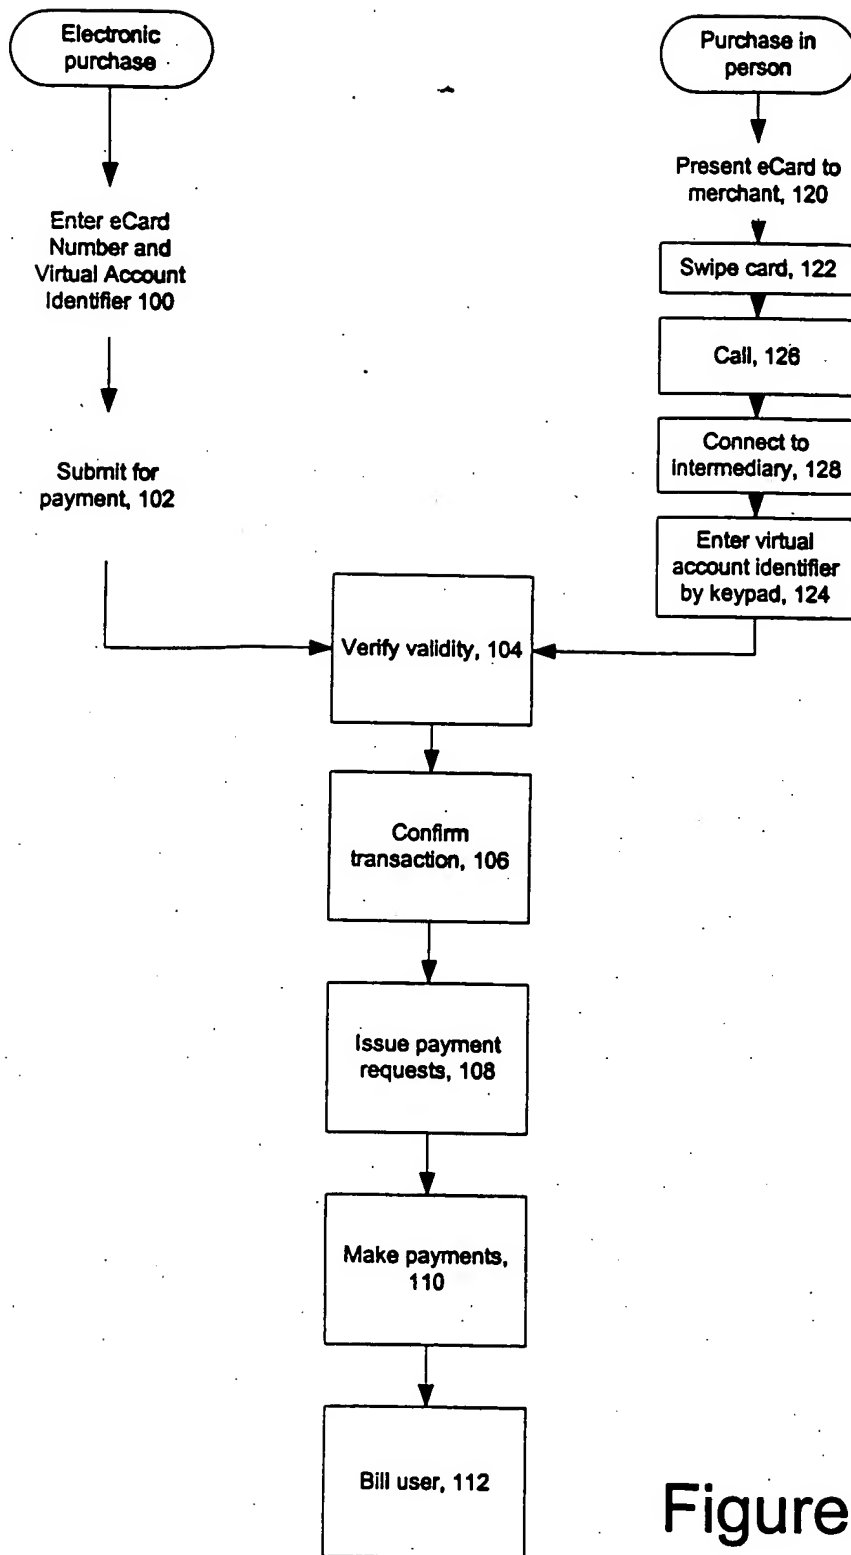 Electronic
purchase
Enter eCard
Number and
Virtual Account
Identifier 100
Submit for
payment, 102
Purchase in
person
Present eCard to
merchant, 120
Swipe card, 122
Call, 126
Connect to
intermediary, 128
Enter virtual
account identifier
by keypad, 124
Verify validity, 104
Confirm
transaction, 106
Issue payment
requests, 108
Make payments,
110
Bill user, 112
Figure